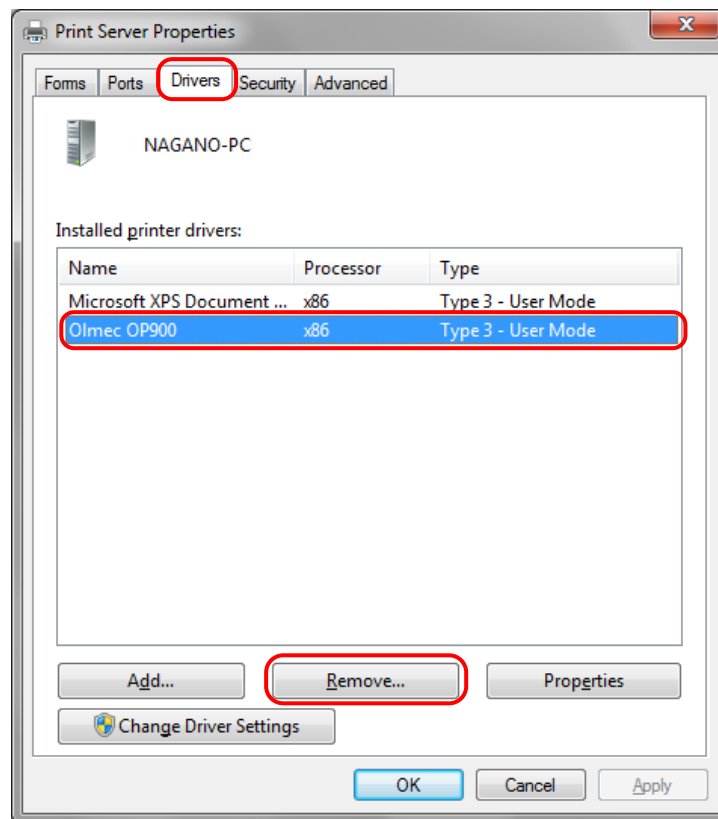 Print Server Properties
Forms Ports Drivers Security Advanced
NAGANO-PC
Installed printer drivers:
Name Processor Type
Microsoft XPS Document ... x86 Type 3 - User Mode
Olmec OP900 x86 Type 3 - User Mode
Add... Remove... Properties
Change Driver Settings
OK Cancel Apply